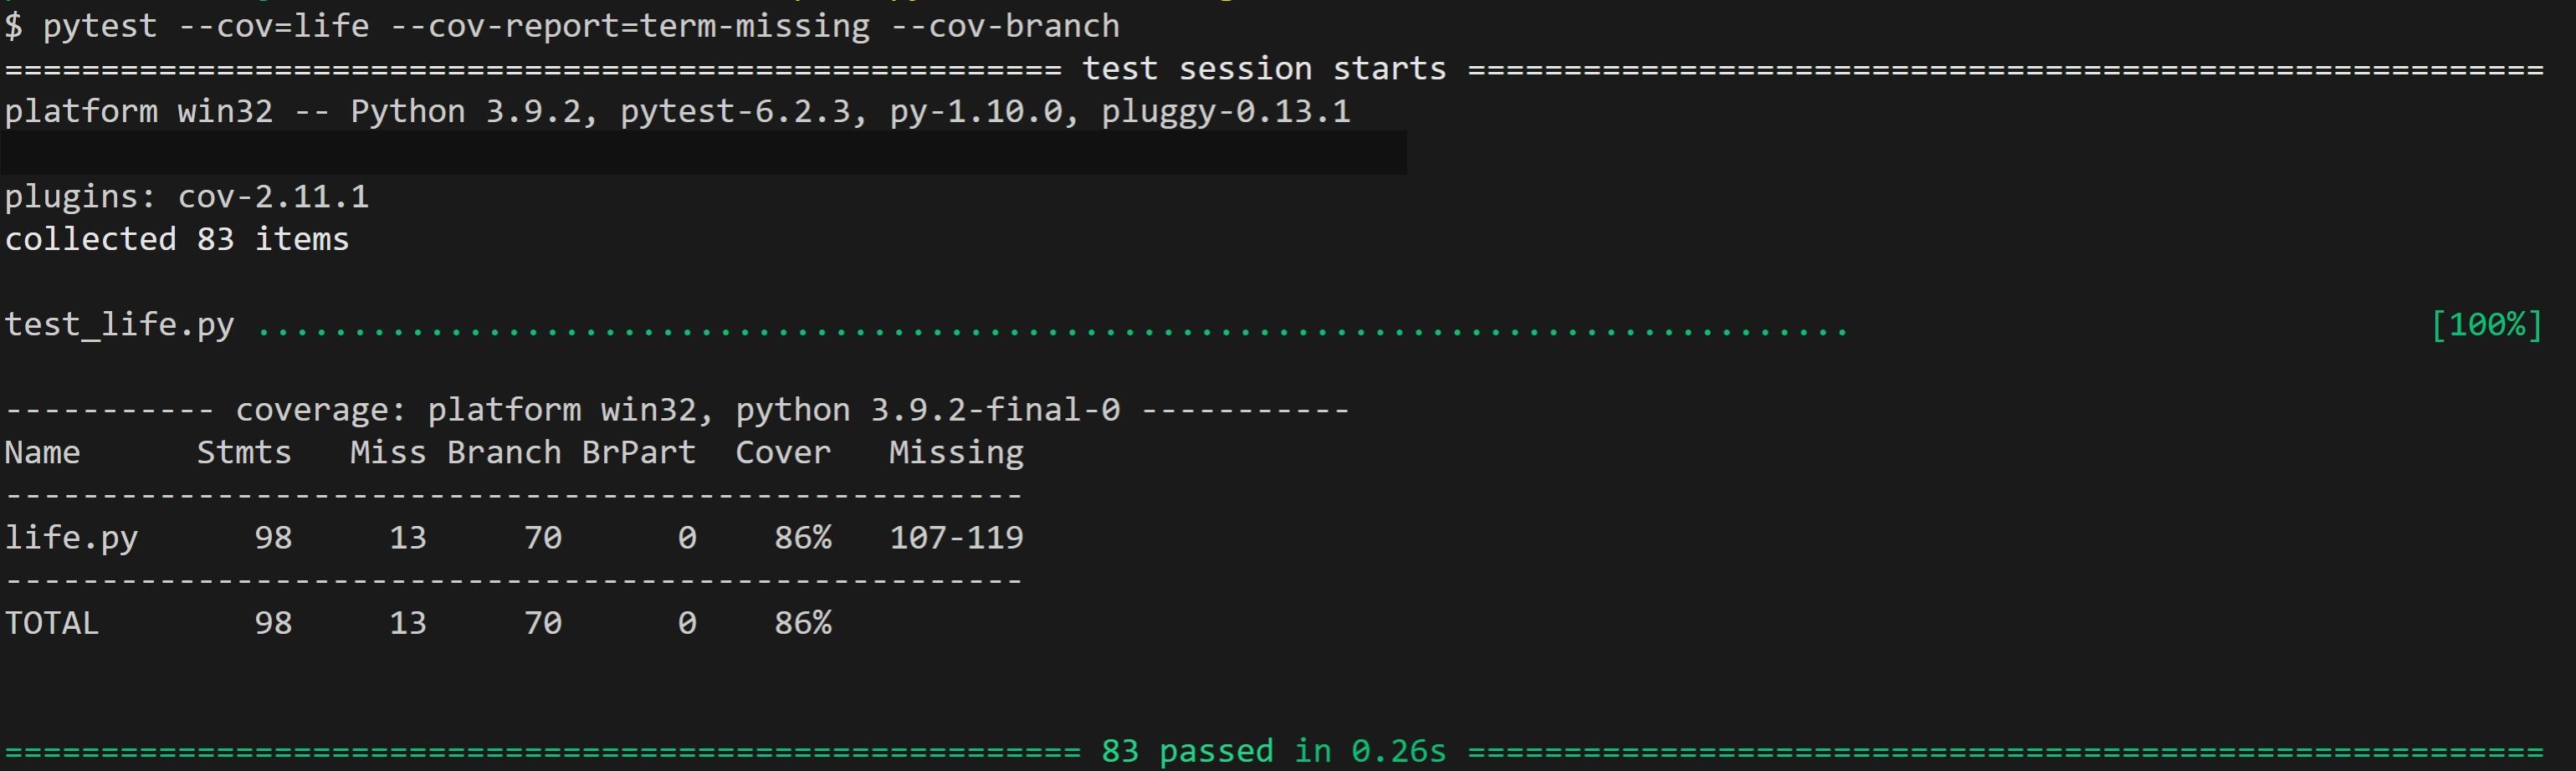 $ pytest --cov=life --cov-report=term-missing --cov-branch
======================================================= test session starts ========================================================
platform win32 -- Python 3.9.2, pytest-6.2.3, py-1.10.0, pluggy-0.13.1
plugins: cov-2.11.1
collected 83 items
test_life.py ................................................................................... [100%]
----------- coverage: platform win32, python 3.9.2-final-0 -----------
Name      Stmts   Miss Branch BrPart  Cover   Missing
-----------------------------------------------------
life.py      98     13     70      0    86%   107-119
-----------------------------------------------------
TOTAL        98     13     70      0    86%
======================================================== 83 passed in 0.26s ========================================================